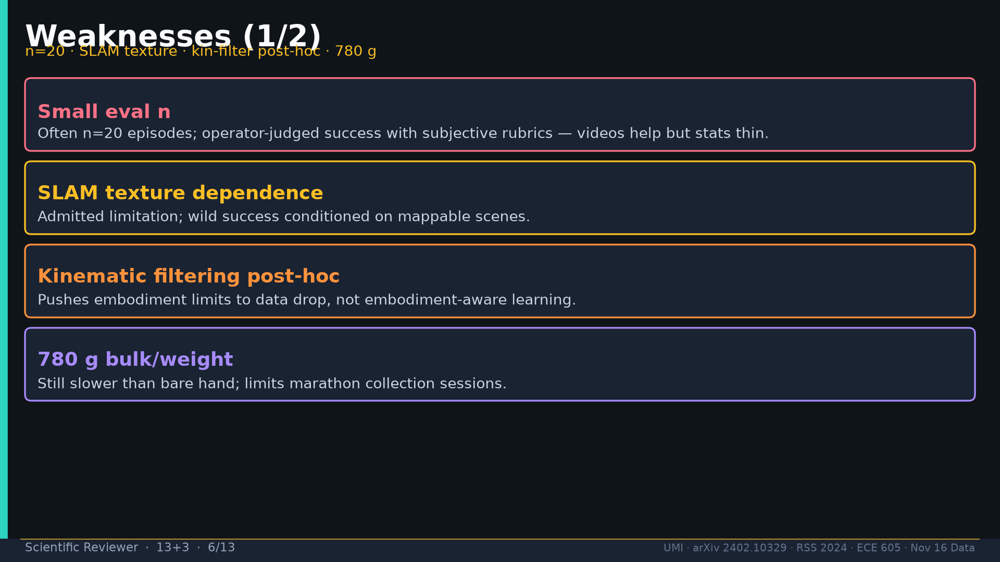 Weaknesses (1/2)
n=20 · SLAM texture · kin-filter post-hoc · 780 g
Small eval n
Often n=20 episodes; operator-judged success with subjective rubrics — videos help but stats thin.
SLAM texture dependence
Admitted limitation; wild success conditioned on mappable scenes.
Kinematic filtering post-hoc
Pushes embodiment limits to data drop, not embodiment-aware learning.
780 g bulk/weight
Still slower than bare hand; limits marathon collection sessions.
Scientific Reviewer · 13+3 · 6/13
UMI · arXiv 2402.10329 · RSS 2024 · ECE 605 · Nov 16 Data